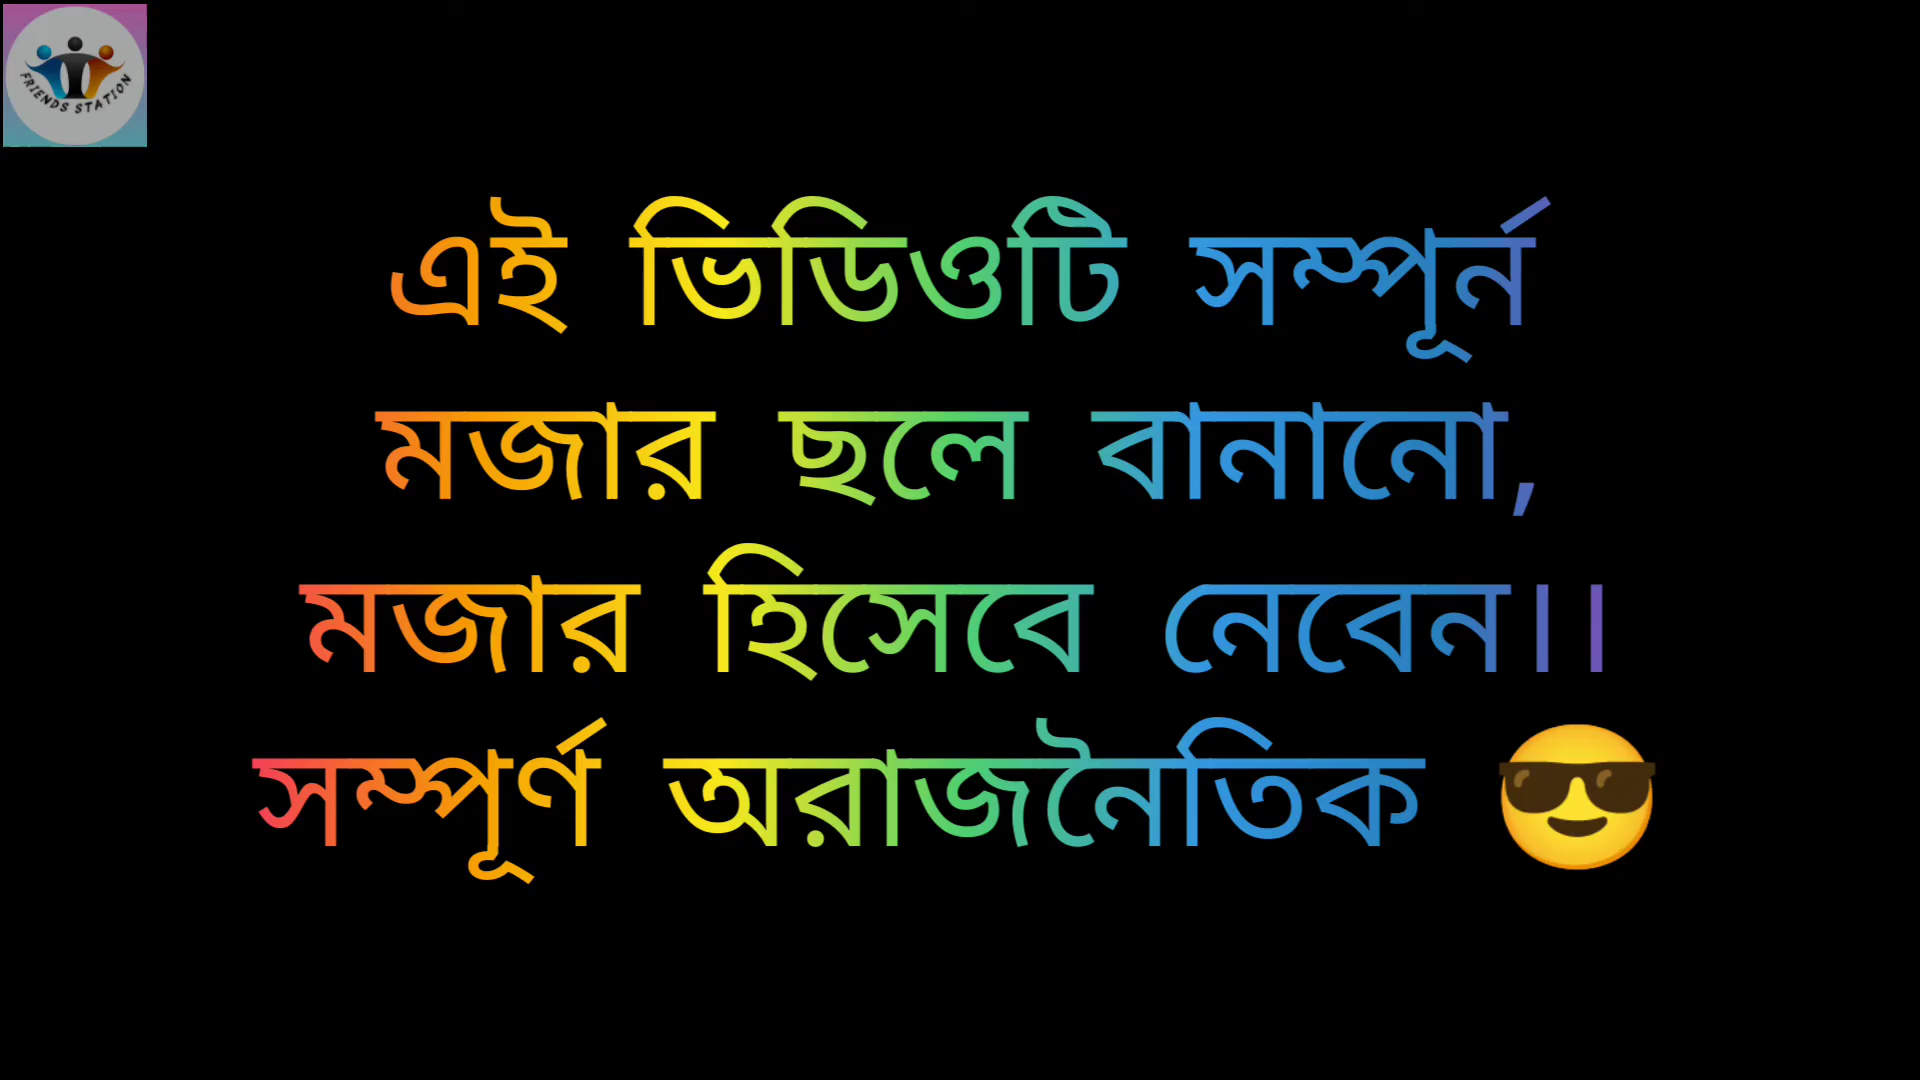 FRIENDS STATION
এই ভিডিওটি সম্পূর্ন
মজার ছলে বানানো,
মজার হিসেবে নেবেন।।
সম্পূর্ণ অরাজনৈতিক 😎